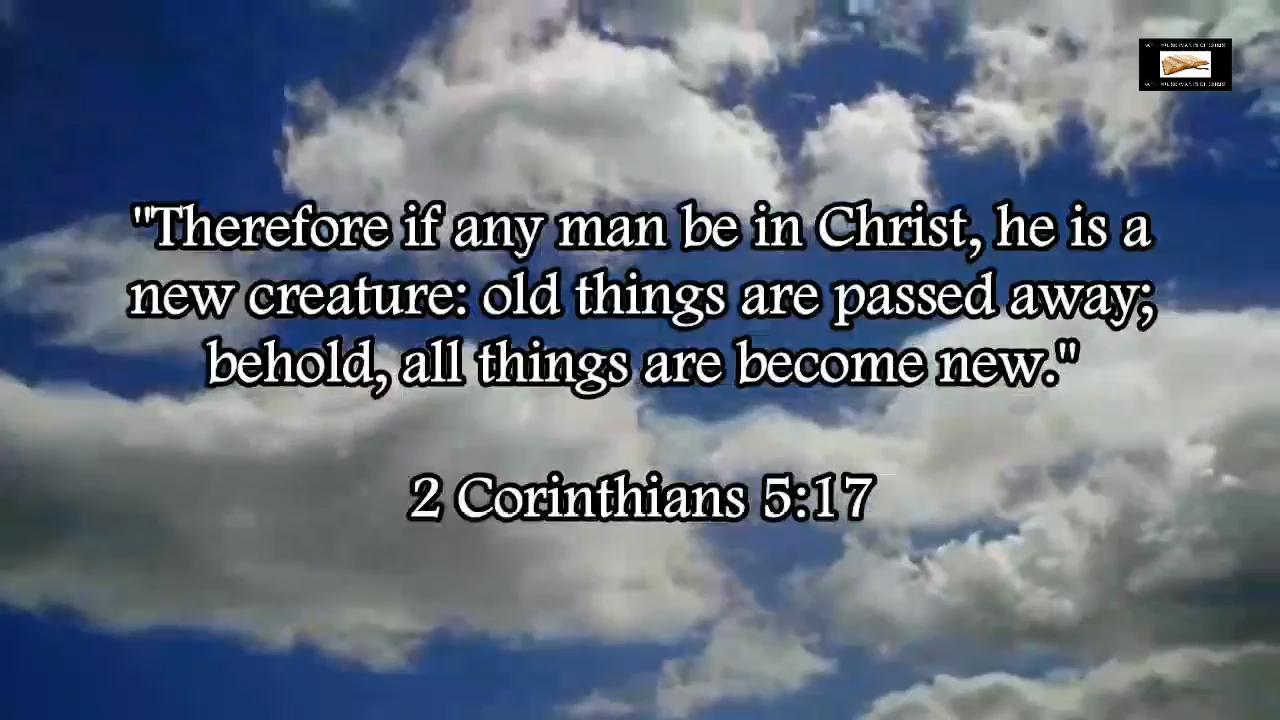 "Therefore if any man be in Christ, he is a
new creature: old things are passed away;
behold, all things are become new."
2 Corinthians 5:17